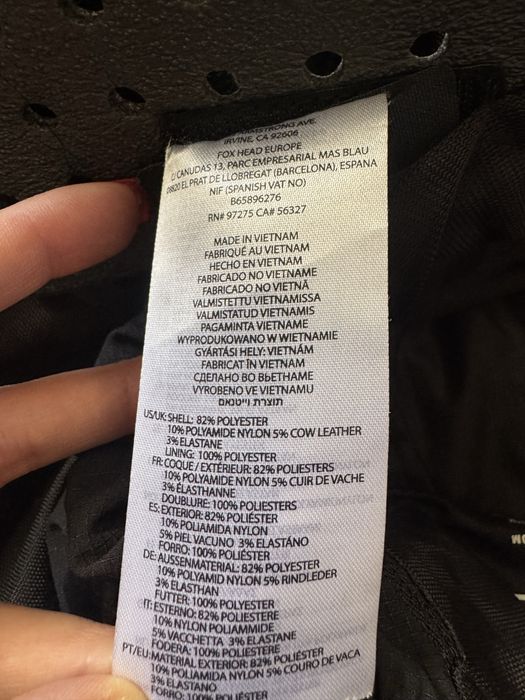 ARMSTRONG AVE.
IRVINE, CA 92606
FOX HEAD EUROPE
C/ CANUDAS 13, PARC EMPRESARIAL MAS BLAU
0820 EL PRAT DE LLOBREGAT (BARCELONA), ESPANA
NIF (SPANISH VAT NO)
B65896276
RN# 97275 CA# 56327
MADE IN VIETNAM
FABRIQUÉ AU VIETNAM
HECHO EN VIETNAM
FABRICADO NO VIETNAME
FABRICADO NO VIETNÃ
VALMISTETTU VIETNAMISSA
VALMISTATUD VIETNAMIS
PAGAMINTA VIETNAME
WYPRODUKOWANO W WIETNAMIE
GYÁRTÁSI HELY: VIETNÁM
FABRICAT ÎN VIETNAM
СДЕЛАНО ВО ВЬЕТНАМЕ
VYROBENO VE VIETNAMU
תוצרת וייטנאם
US/UK: SHELL: 82% POLYESTER
10% POLYAMIDE NYLON 5% COW LEATHER
3% ELASTANE
LINING: 100% POLYESTER
FR: COQUE / EXTÉRIEUR: 82% POLIESTERS
10% POLYAMIDE NYLON 5% CUIR DE VACHE
3% ÉLASTHANNE
DOUBLURE: 100% POLIESTERS
ES: EXTERIOR: 82% POLIÉSTER
10% POLIAMIDA NYLON
5% PIEL VACUNO 3% ELASTÁNO
FORRO: 100% POLIÉSTER
DE: AUSSENMATERIAL: 82% POLYESTER
10% POLYAMID NYLON 5% RINDLEDER
3% ELASTHAN
FUTTER: 100% POLYESTER
IT: ESTERNO: 82% POLIESTERE
10% NYLON POLIAMMIDE
5% VACCHETTA 3% ELASTANE
FODERA: 100% POLIESTERE
PT/EU: MATERIAL EXTERIOR: 82% POLIÉSTER
10% POLIAMIDA NYLON 5% COURO DE VACA
3% ELASTANO
FORRO: 100% POLIÉSTER